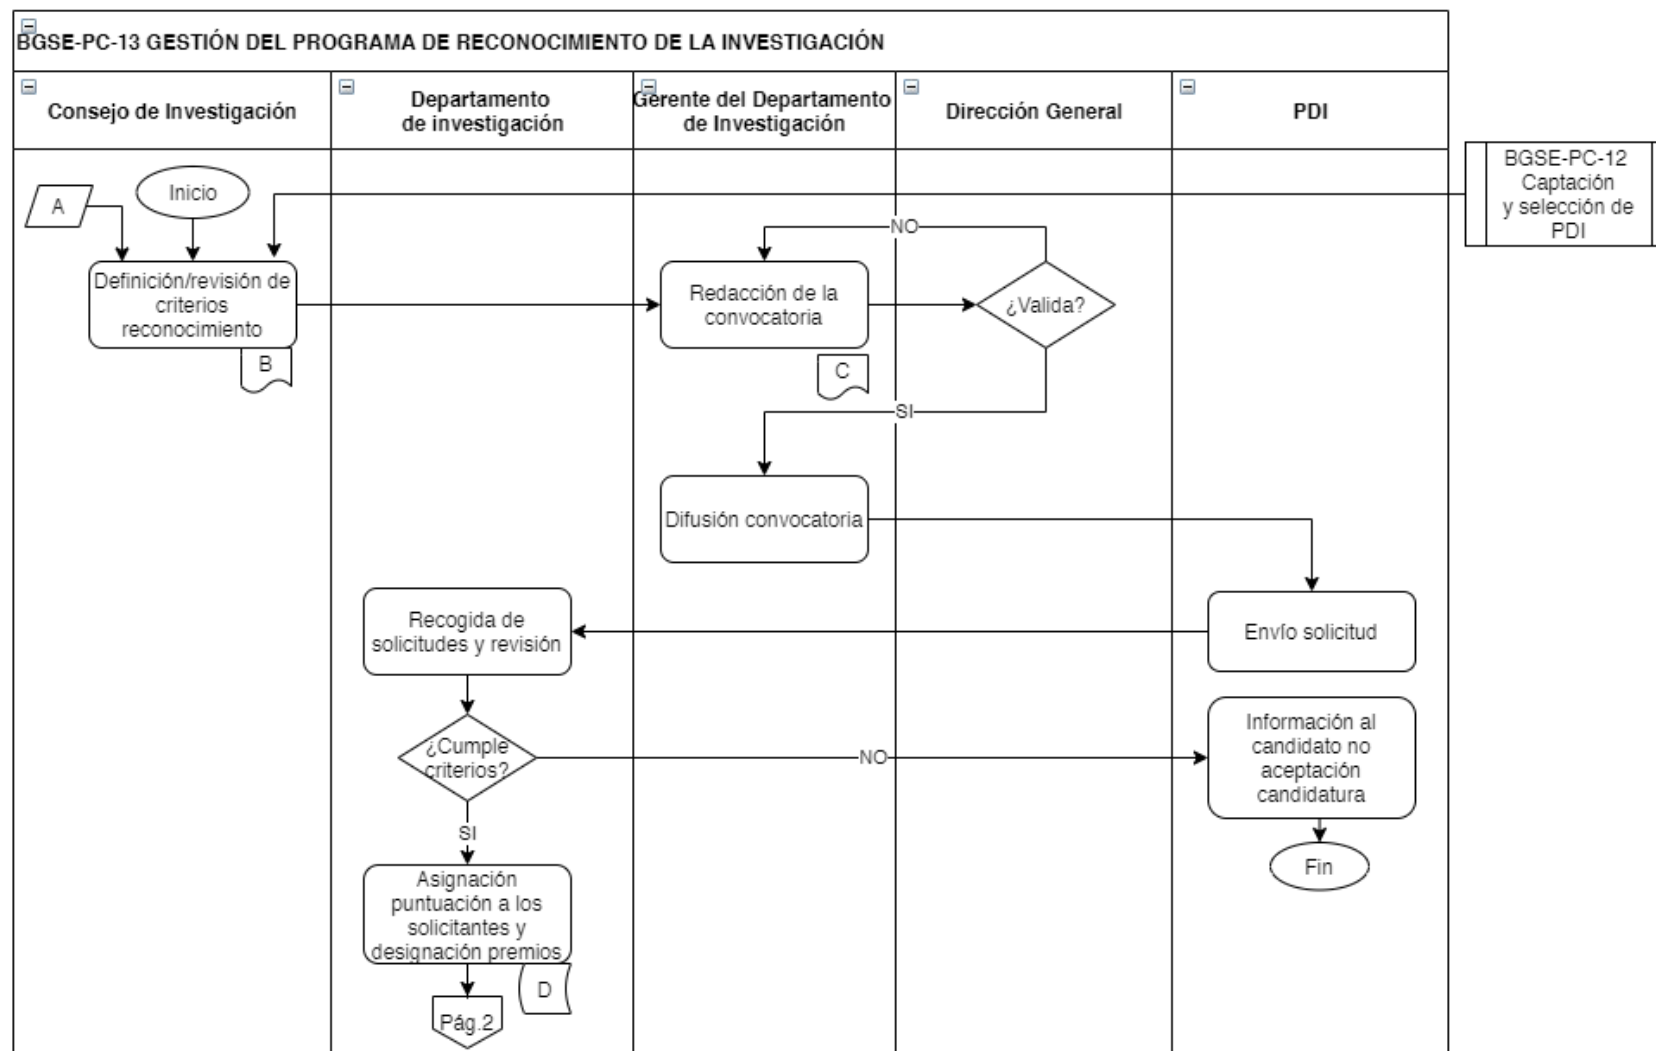 BGSE-PC-13 GESTIÓN DEL PROGRAMA DE RECONOCIMIENTO DE LA INVESTIGACIÓN
Consejo de Investigación
Departamento
de investigación
Gerente del Departamento
de Investigación
Dirección General
PDI
BGSE-PC-12
Captación
y selección de
PDI
A
Inicio
NO
Definición/revisión de
criterios
reconocimiento
B
Redacción de la
convocatoria
C
¿Valida?
SI
Difusión convocatoria
Recogida de
solicitudes y revisión
Envío solicitud
¿Cumple
criterios?
NO
Información al
candidato no
aceptación
candidatura
SI
Fin
Asignación
puntuación a los
solicitantes y
designación premios
D
Pág.2